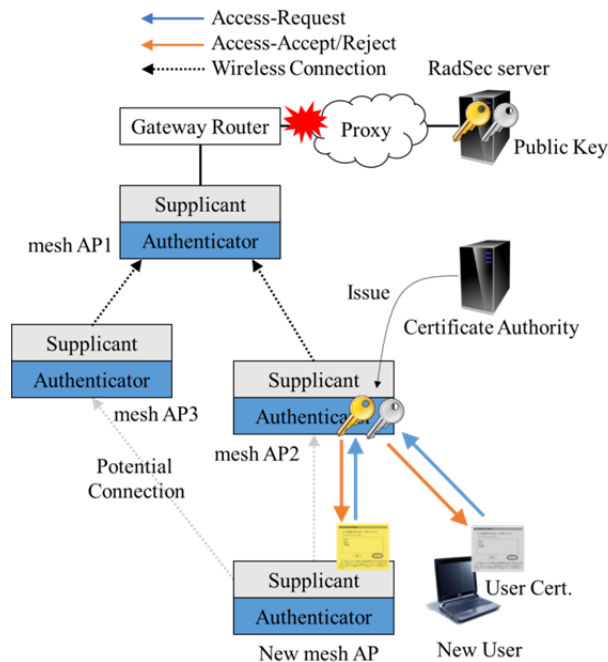 Access-Request
Access-Accept/Reject
Wireless Connection
RadSec server
Gateway Router
Proxy
Public Key
Supplicant
mesh AP1
Authenticator
Issue
Certificate Authority
Supplicant
Authenticator
mesh AP3
Supplicant
Authenticator
mesh AP2
Potential
Connection
Supplicant
Authenticator
New mesh AP
User Cert.
New User